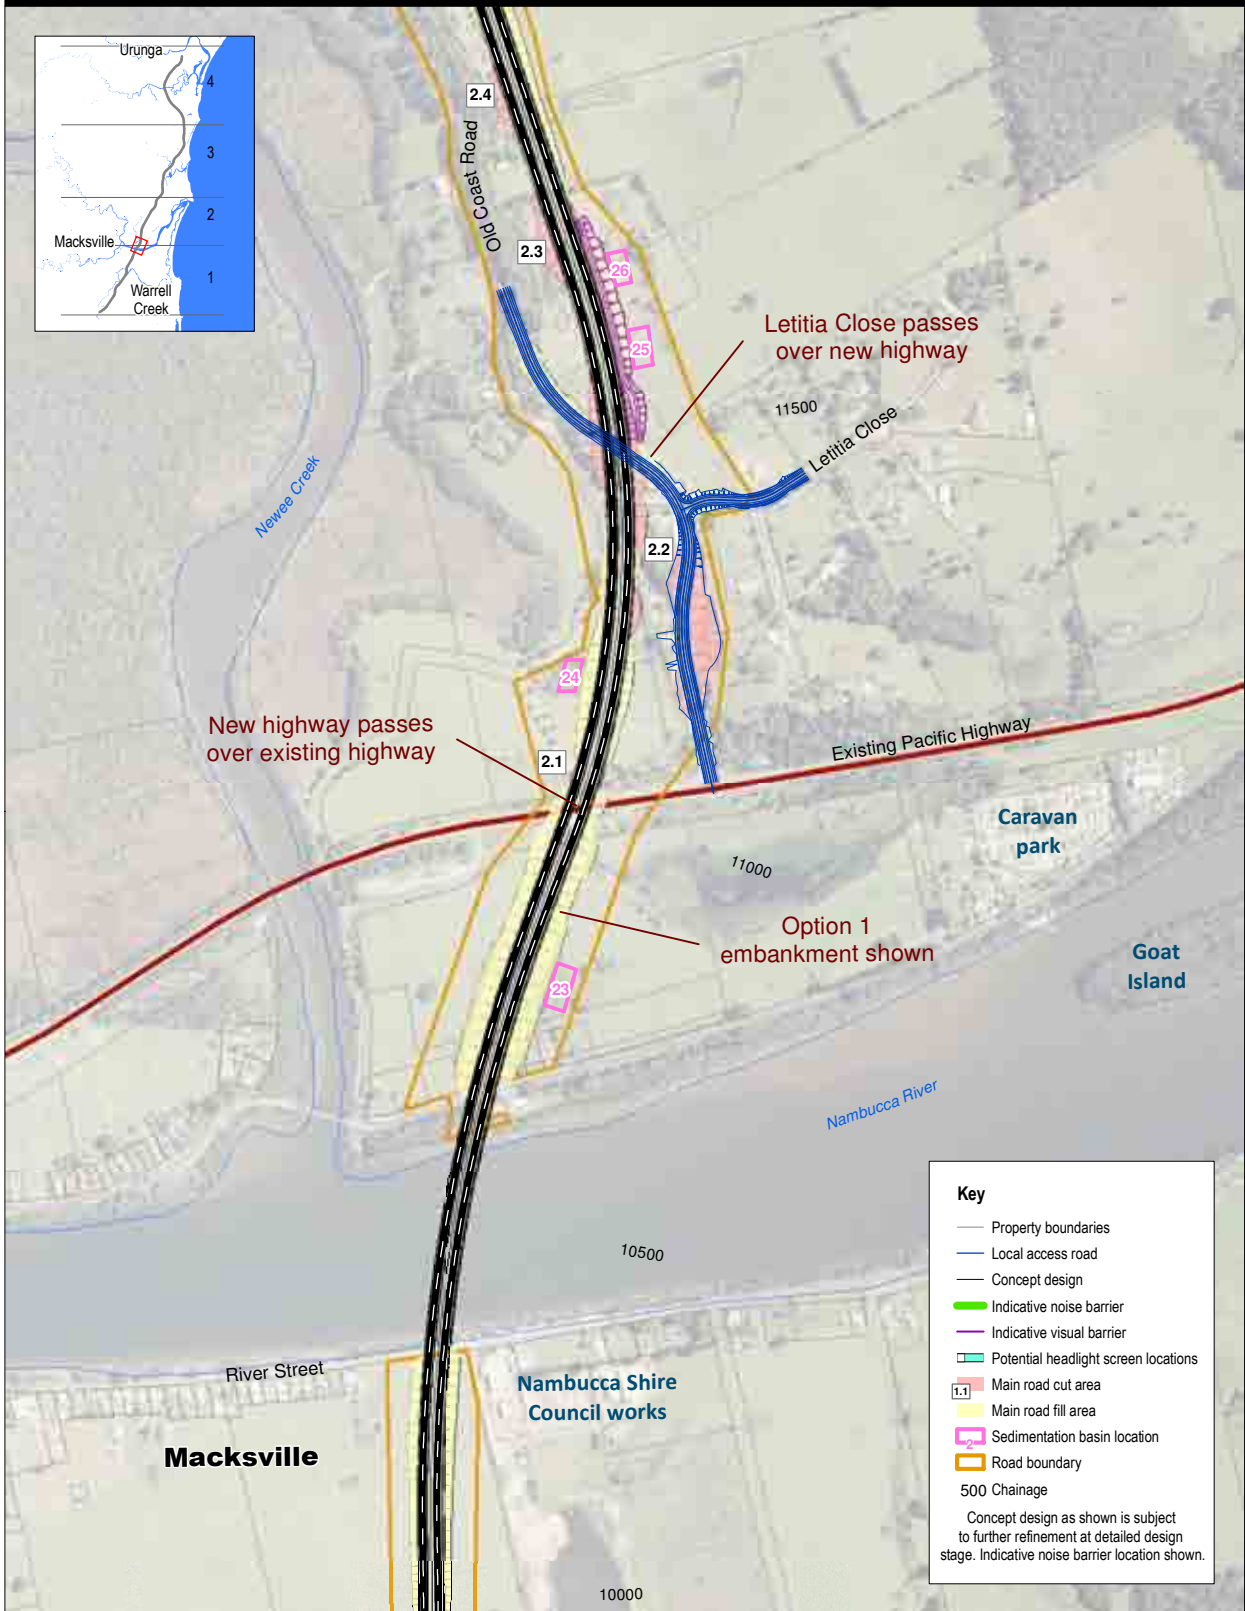 Urunga
4
3
2
Macksville
1
Warrell
Creek
2.4
Old Coast Road
2.3
26
25
Letitia Close passes
over new highway
11500
Letitia Close
Newee Creek
2.2
24
New highway passes
over existing highway
2.1
Existing Pacific Highway
Caravan
park
11000
Option 1
embankment shown
Goat
Island
23
Nambucca River
10500
River Street
Nambucca Shire
Council works
Macksville
10000
Key
Property boundaries
Local access road
Concept design
Indicative noise barrier
Indicative visual barrier
Potential headlight screen locations
1.1 Main road cut area
Main road fill area
2 Sedimentation basin location
Road boundary
500 Chainage
Concept design as shown is subject
to further refinement at detailed design
stage. Indicative noise barrier location shown.